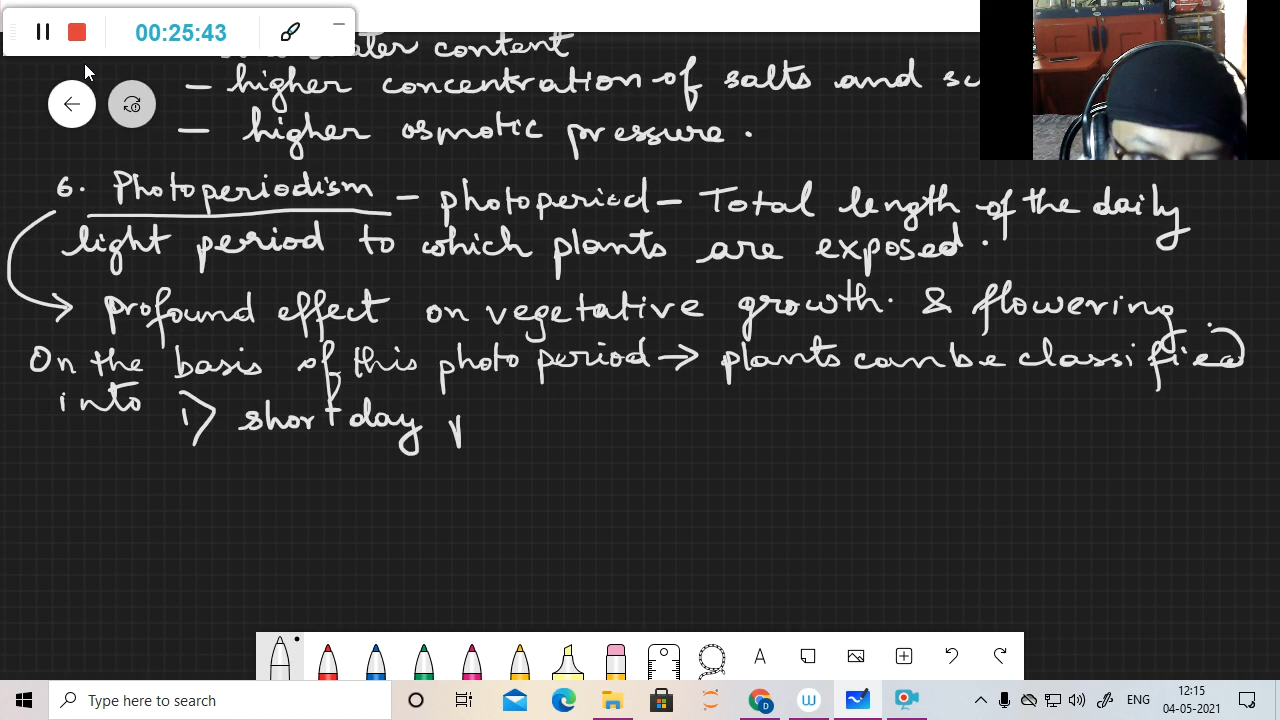 00:25:43
water content
- higher concentration of salts and
- higher osmotic pressure.
6. Photoperiodism - photoperiod - Total length of the daily
light period to which plants are exposed.
→ profound effect on vegetative growth. & flowering.
On the basis of this photo period → plants can be classified
into 1) short day
A
Type here to search
D
W
ENG
12:15
04-05-2021